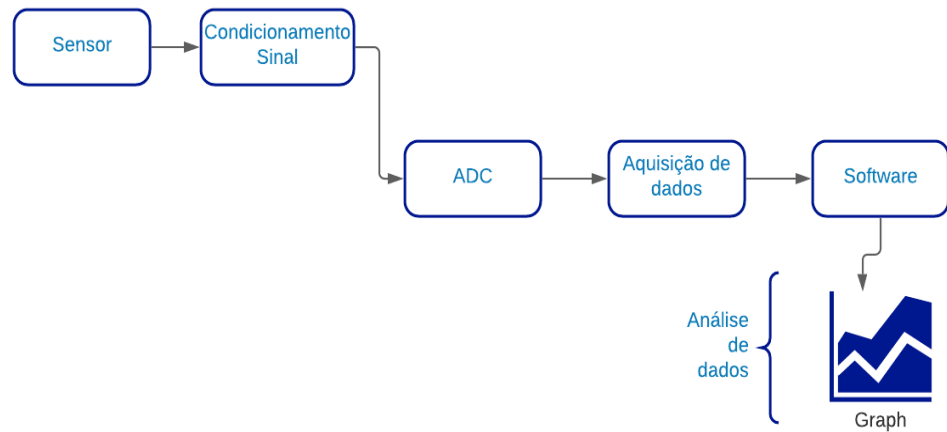 Sensor
Condicionamento
Sinal
ADC
Aquisição de
dados
Software
Análise
de
dados
Graph